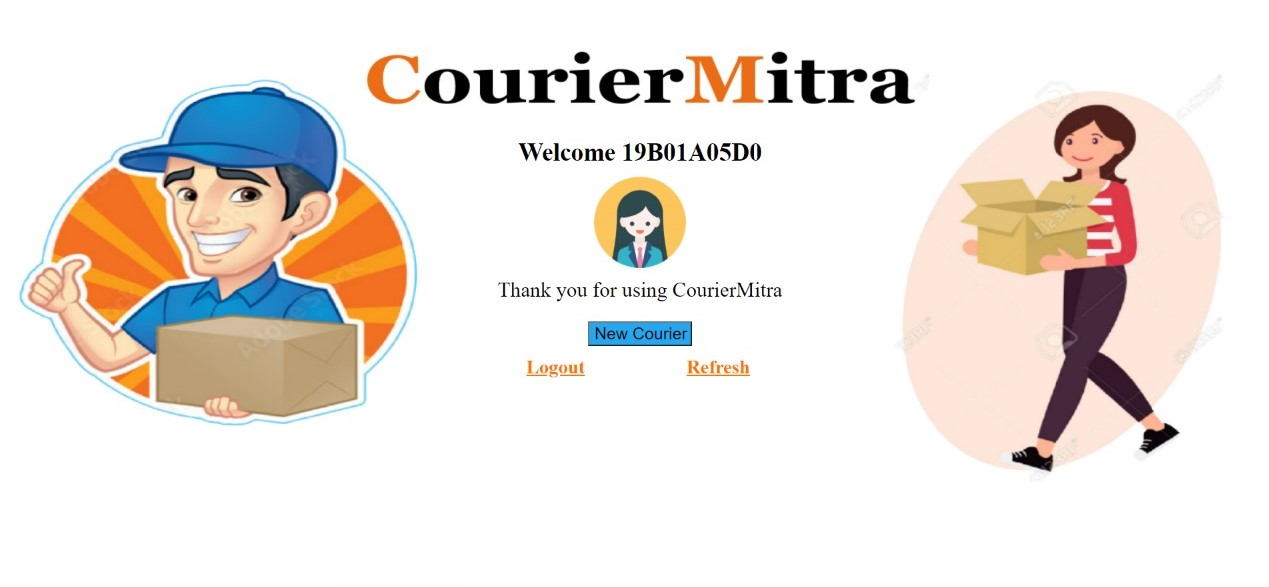 CourierMitra
Welcome 19B01A05D0
Thank you for using CourierMitra
New Courier
Logout Refresh